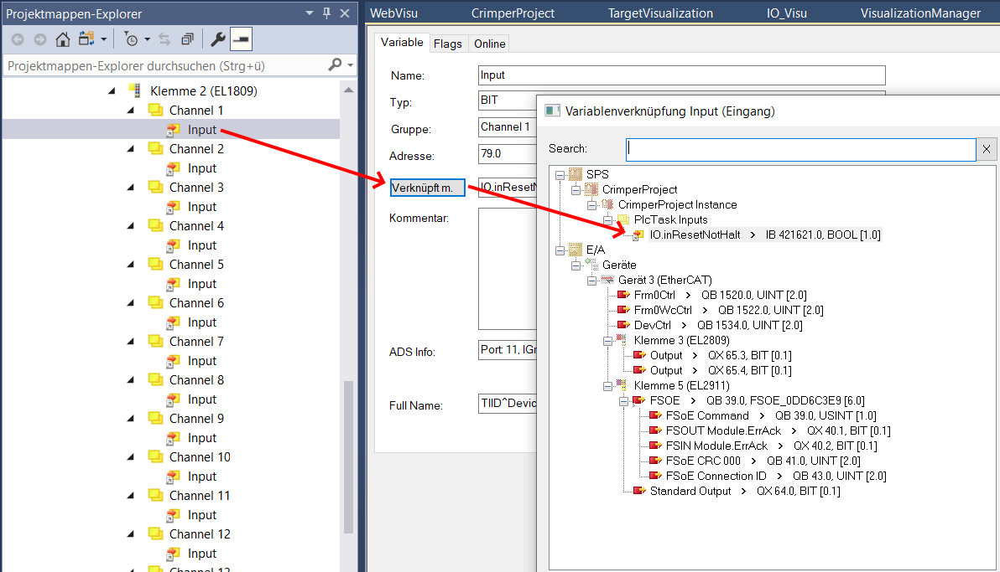 Projektmappen-Explorer
Projektmappen-Explorer durchsuchen (Strg+ü)
Klemme 2 (EL1809)
Channel 1
Input
Channel 2
Input
Channel 3
Input
Channel 4
Input
Channel 5
Input
Channel 6
Input
Channel 7
Input
Channel 8
Input
Channel 9
Input
Channel 10
Input
Channel 11
Input
Channel 12
Input
Channel 13
WebVisu CrimperProject TargetVisualization IO_Visu VisualizationManager
Variable Flags Online
Name: Input
Typ: BIT
Gruppe: Channel 1
Adresse: 79.0
Verknüpft m. IO.inResetN
Kommentar:
ADS Info: Port: 11, IGr
Full Name: TIID^Devic
Variablenverknüpfung Input (Eingang)
Search: X
SPS
CrimperProject
CrimperProject Instance
PlcTask Inputs
IO.inResetNotHalt > IB 421621.0, BOOL [1.0]
E/A
Geräte
Gerät 3 (EtherCAT)
Frm0Ctrl > QB 1520.0, UINT [2.0]
Frm0WcCtrl > QB 1522.0, UINT [2.0]
DevCtrl > QB 1534.0, UINT [2.0]
Klemme 3 (EL2809)
Output > QX 65.3, BIT [0.1]
Output > QX 65.4, BIT [0.1]
Klemme 5 (EL2911)
FSOE > QB 39.0, FSOE_0DD6C3E9 [6.0]
FSoE Command > QB 39.0, USINT [1.0]
FSOUT Module.ErrAck > QX 40.1, BIT [0.1]
FSIN Module.ErrAck > QX 40.2, BIT [0.1]
FSoE CRC 000 > QB 41.0, UINT [2.0]
FSoE Connection ID > QB 43.0, UINT [2.0]
Standard Output > QX 64.0, BIT [0.1]